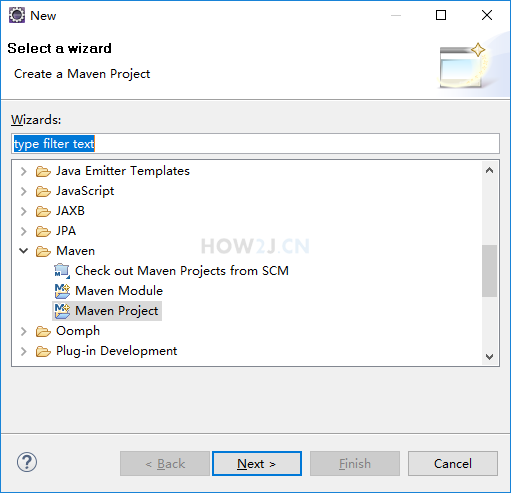 New
Select a wizard
Create a Maven Project
Wizards:
type filter text
Java Emitter Templates
JavaScript
JAXB
JPA
Maven
HOW2J.CN
Check out Maven Projects from SCM
Maven Module
Maven Project
Oomph
Plug-in Development
?
< Back
Next >
Finish
Cancel